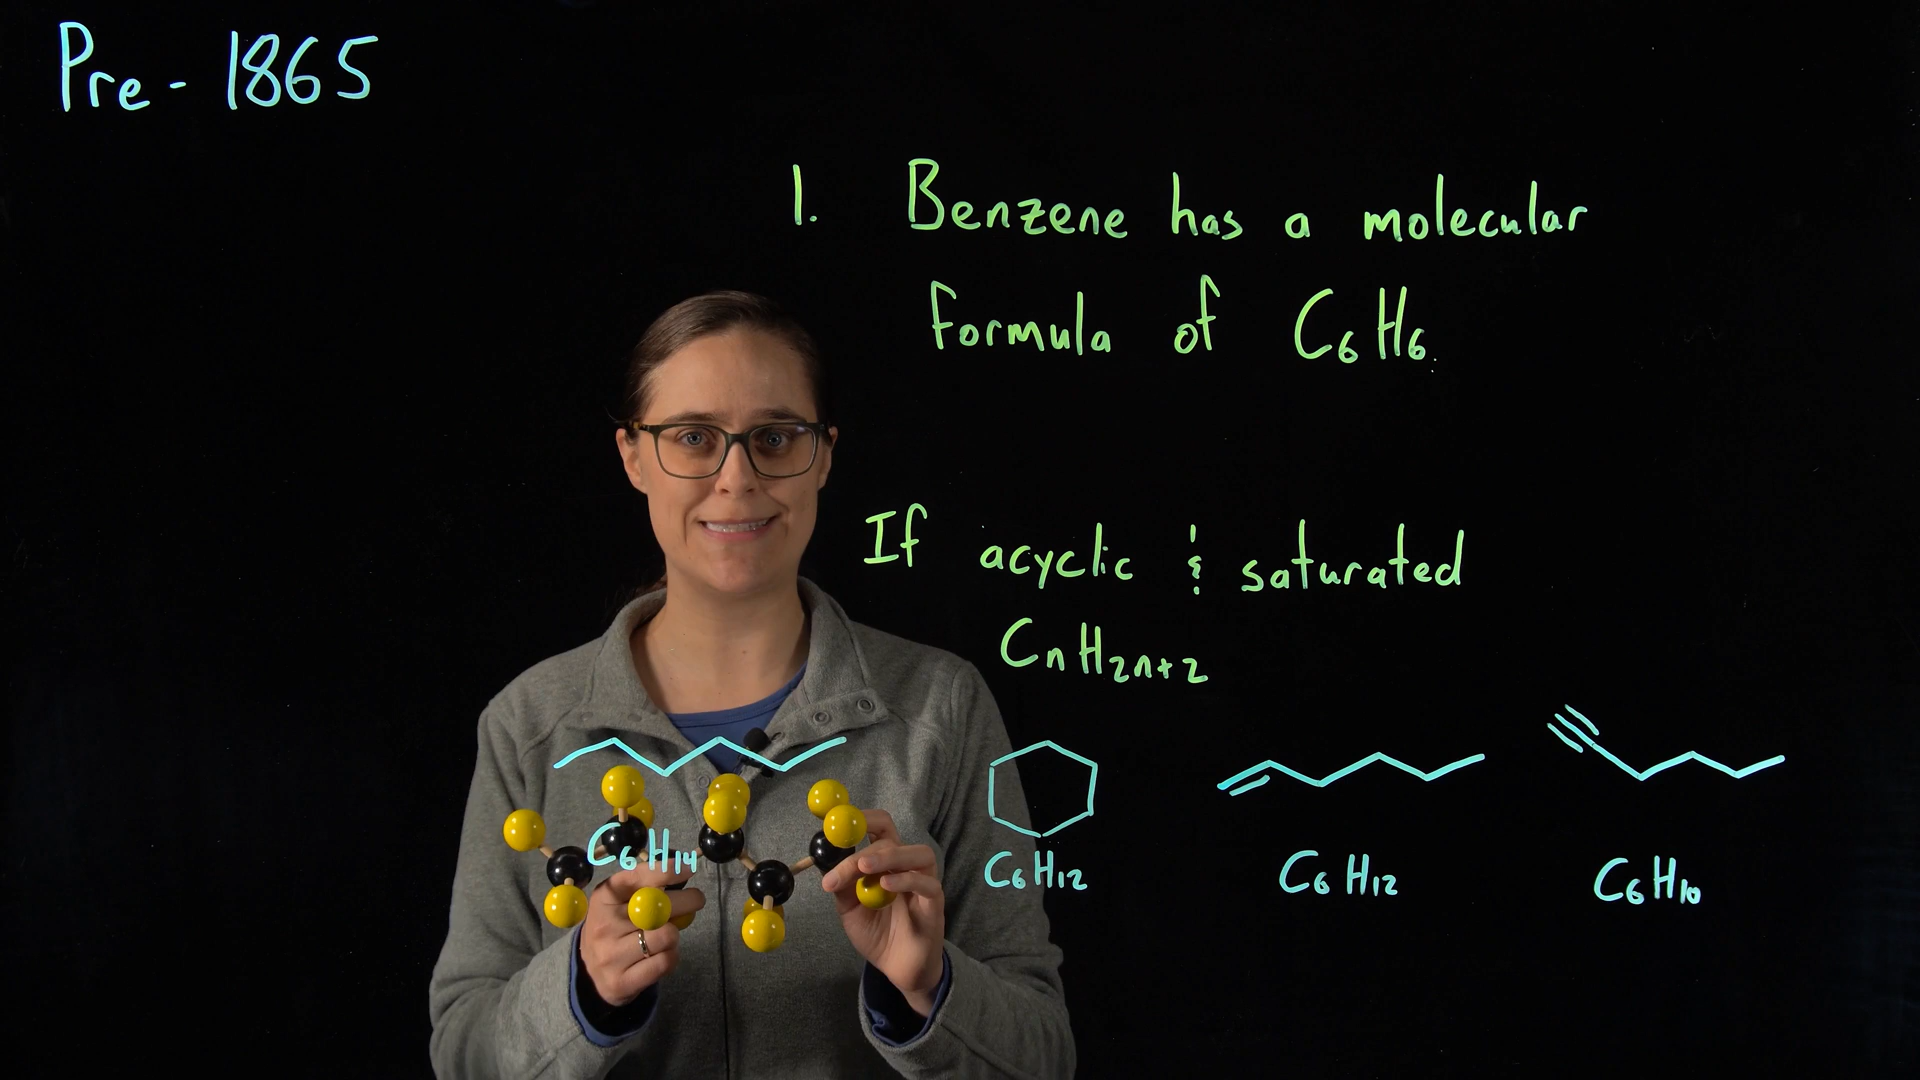 Pre - 1865
1. Benzene has a molecular
formula of C₆H₆.
If acyclic & saturated
CₙH₂ₙ₊₂
C₆H₁₄ C₆H₁₂ C₆H₁₂ C₆H₁₀